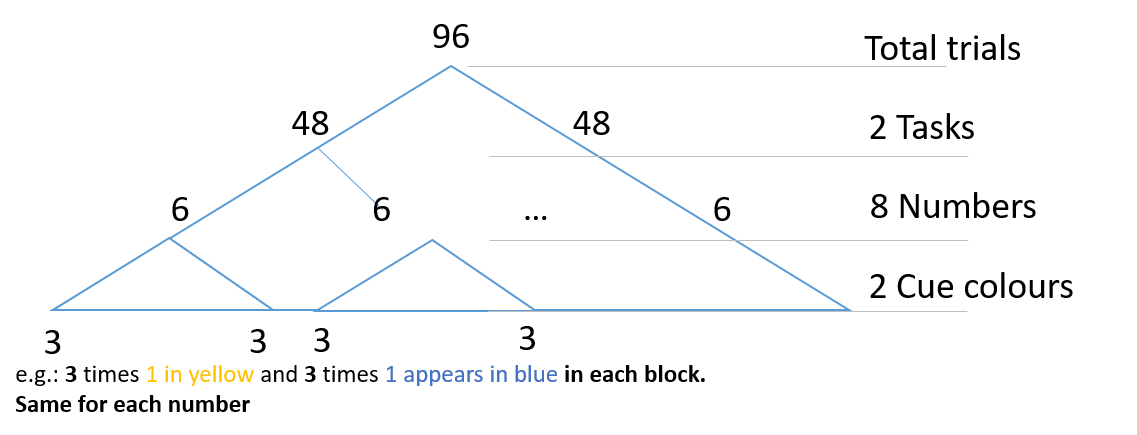 96
Total trials
48
48
2 Tasks
6
6
...
6
8 Numbers
2 Cue colours
3
3
3
3
e.g.: 3 times 1 in yellow and 3 times 1 appears in blue in each block.
Same for each number